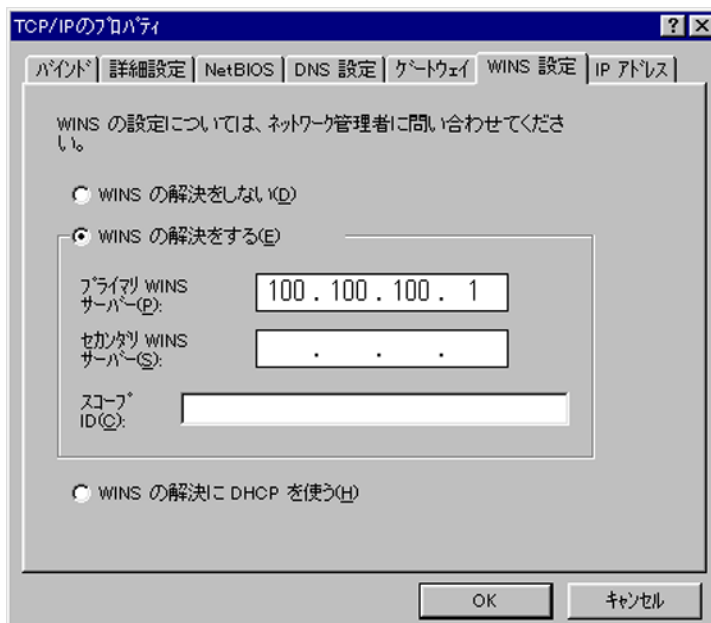 TCP/IPのﾌﾟﾛﾊﾟﾃｨ
ﾊﾞｲﾝﾄﾞ 詳細設定 NetBIOS DNS 設定 ｹﾞｰﾄｳｪｲ WINS 設定 IP ｱﾄﾞﾚｽ
WINS の設定については、ネットワーク管理者に問い合わせてくださ
い。
WINS の解決をしない(D)
WINS の解決をする(E)
ﾌﾟﾗｲﾏﾘ WINS
ｻｰﾊﾞｰ(P):
100 . 100 . 100 . 1
ｾｶﾝﾀﾞﾘ WINS
ｻｰﾊﾞｰ(S):
. . .
ｽｺｰﾌﾟ
ID(C):
WINS の解決に DHCP を使う(H)
OK ｷｬﾝｾﾙ